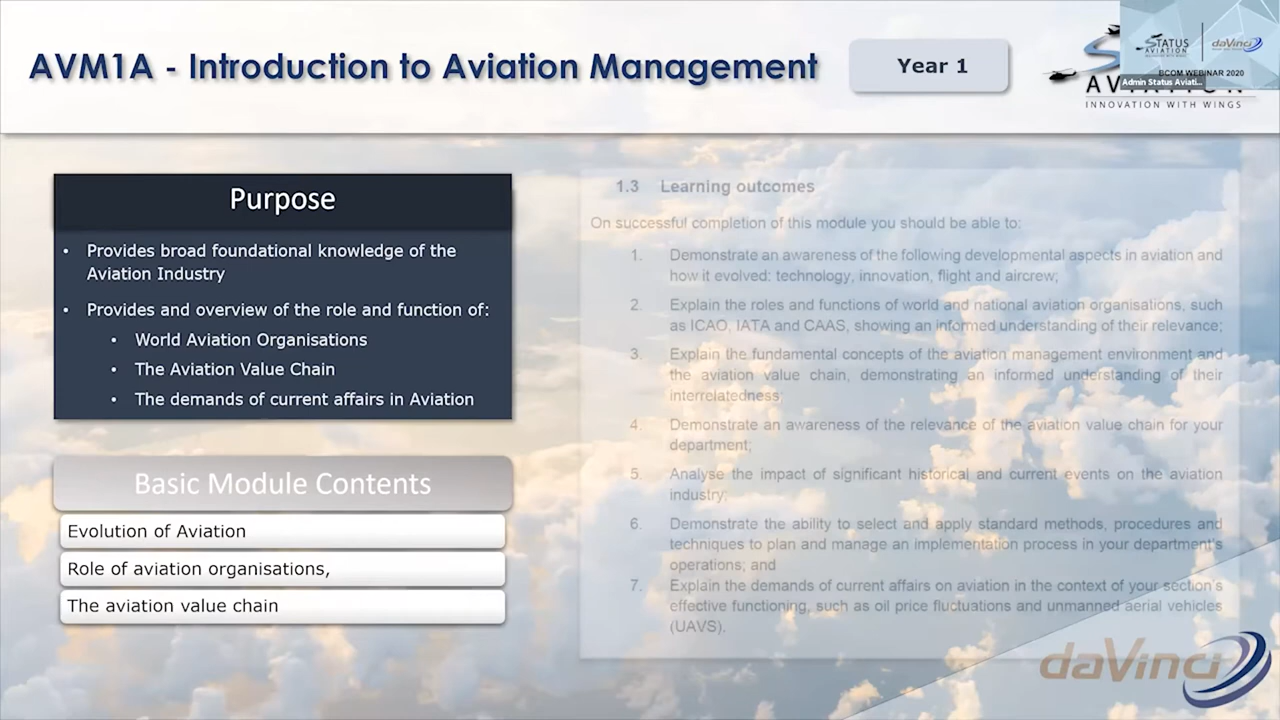 AVM1A - Introduction to Aviation Management
Year 1
STATUS
AVIATION
daVinci
BCOM WEBINAR 2020
Admin Status Aviati...
INNOVATION WITH WINGS
Purpose
• Provides broad foundational knowledge of the
Aviation Industry
• Provides and overview of the role and function of:
• World Aviation Organisations
• The Aviation Value Chain
• The demands of current affairs in Aviation
Basic Module Contents
Evolution of Aviation
Role of aviation organisations,
The aviation value chain
1.3 Learning outcomes
On successful completion of this module you should be able to:
1. Demonstrate an awareness of the following developmental aspects in aviation and
how it evolved: technology, innovation, flight and aircrew;
2. Explain the roles and functions of world and national aviation organisations, such
as ICAO, IATA and CAAS, showing an informed understanding of their relevance;
3. Explain the fundamental concepts of the aviation management environment and
the aviation value chain, demonstrating an informed understanding of their
interrelatedness;
4. Demonstrate an awareness of the relevance of the aviation value chain for your
department;
5. Analyse the impact of significant historical and current events on the aviation
industry;
6. Demonstrate the ability to select and apply standard methods, procedures and
techniques to plan and manage an implementation process in your department's
operations; and
7. Explain the demands of current affairs on aviation in the context of your section's
effective functioning, such as oil price fluctuations and unmanned aerial vehicles
(UAVS).
daVinci